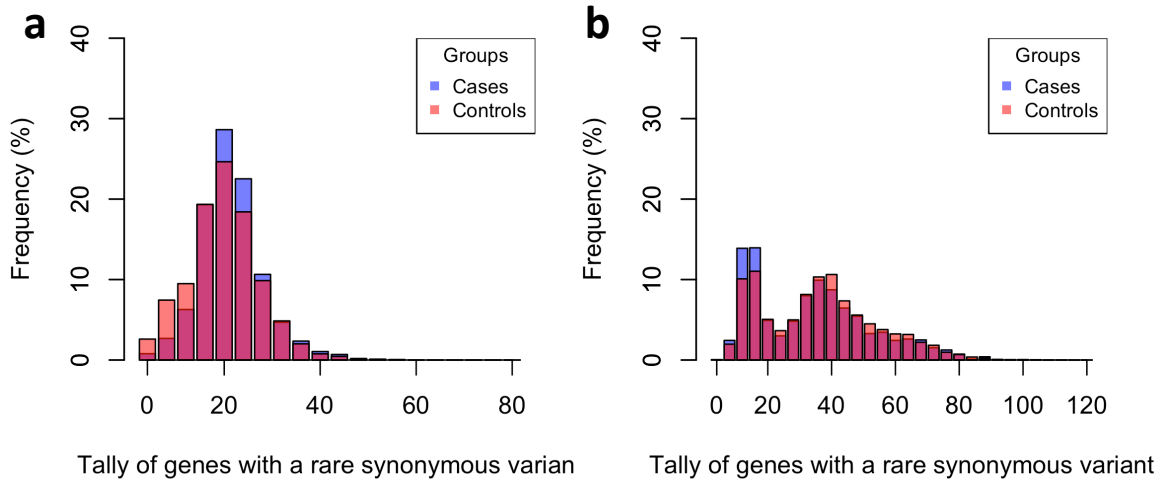 a
40
30
20
10
0
Frequency (%)
Groups
Cases
Controls
0 20 40 60 80
Tally of genes with a rare synonymous varian
b
40
30
20
10
0
Frequency (%)
Groups
Cases
Controls
0 20 40 60 80 100 120
Tally of genes with a rare synonymous variant